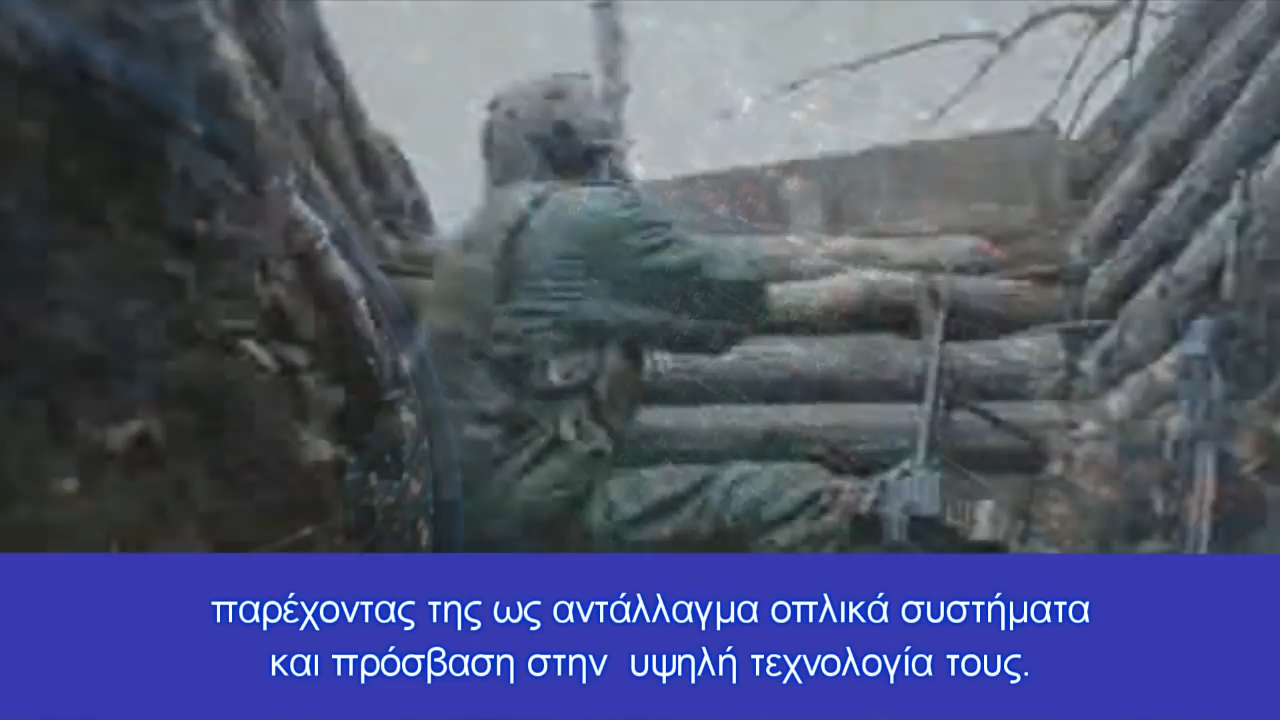 παρέχοντας της ως αντάλλαγμα οπλικά συστήματα
και πρόσβαση στην υψηλή τεχνολογία τους.